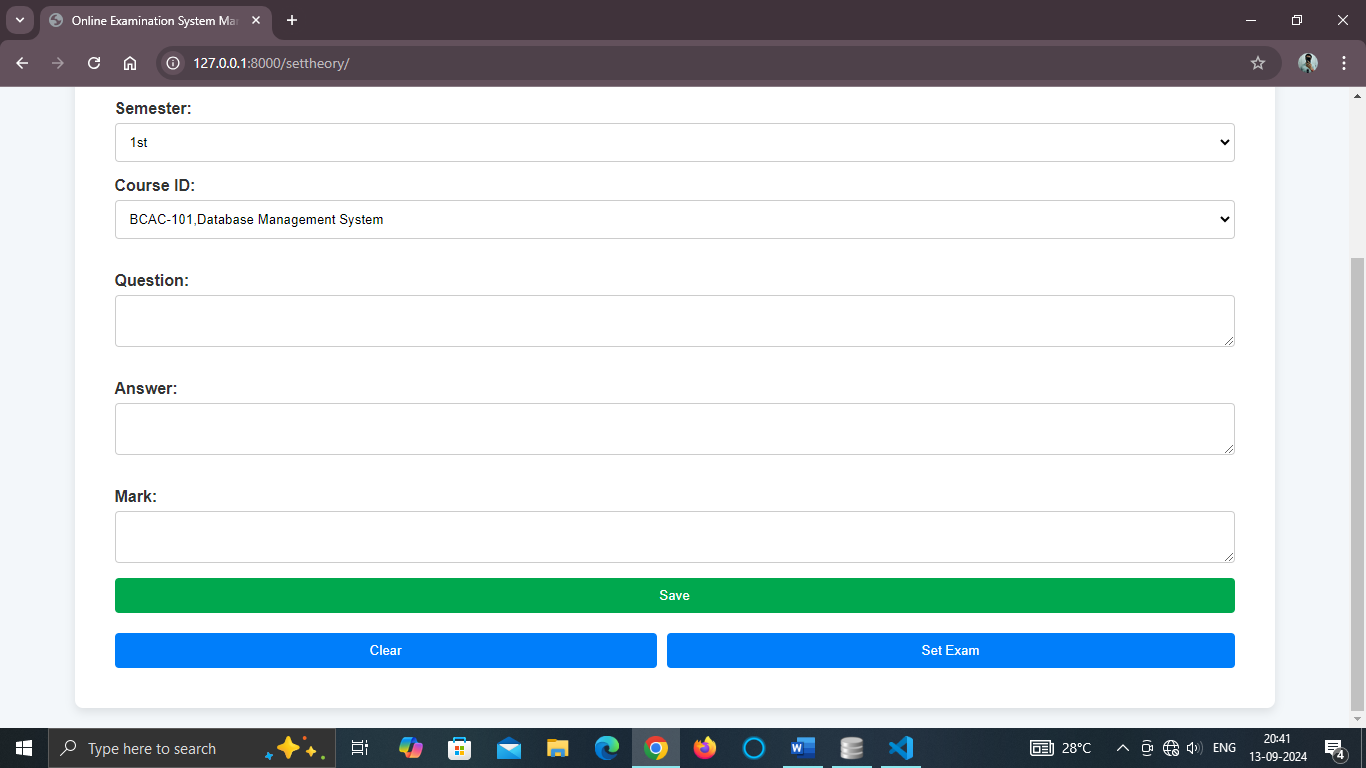 Online Examination System Ma
127.0.0.1:8000/settheory/
Semester:
1st
Course ID:
BCAC-101,Database Management System
Question:
Answer:
Mark:
Save
Clear
Set Exam
Type here to search
28°C
ENG
20:41
13-09-2024
4